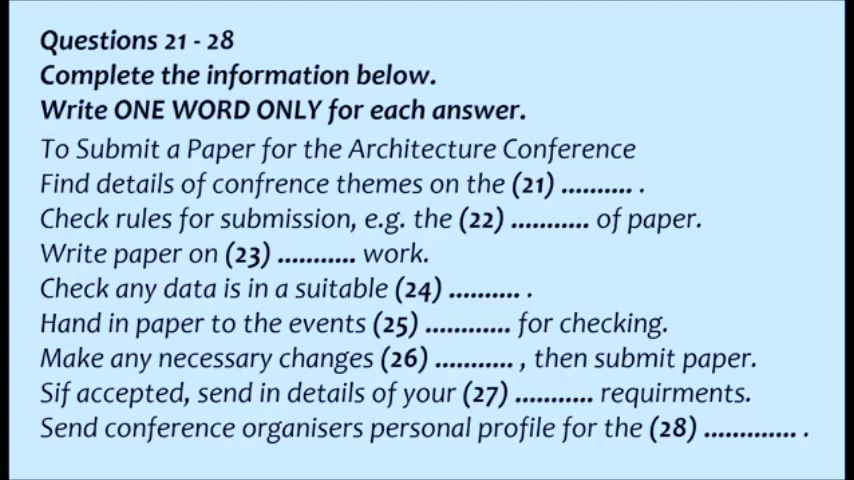 Questions 21 - 28
Complete the information below.
Write ONE WORD ONLY for each answer.
To Submit a Paper for the Architecture Conference
Find details of confrence themes on the (21) .......... .
Check rules for submission, e.g. the (22) ........... of paper.
Write paper on (23) ........... work.
Check any data is in a suitable (24) .......... .
Hand in paper to the events (25) ............ for checking.
Make any necessary changes (26) ........... , then submit paper.
Sif accepted, send in details of your (27) ........... requirments.
Send conference organisers personal profile for the (28) ............. .